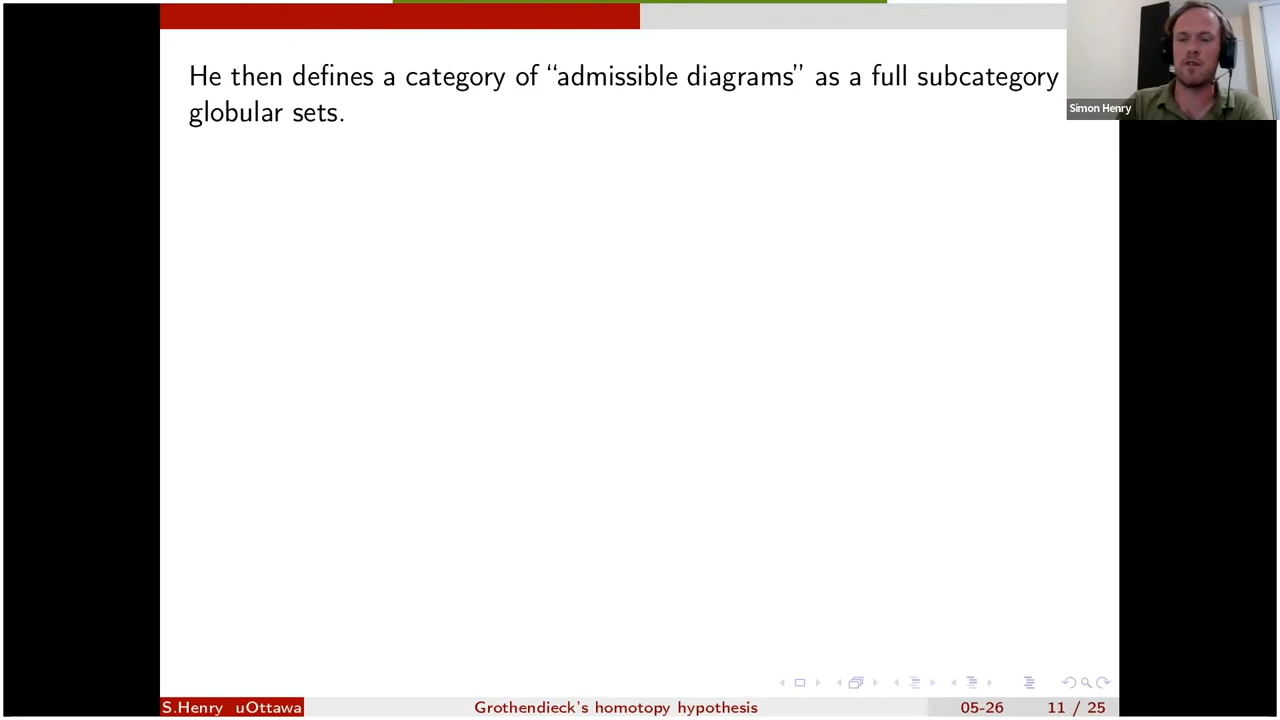 He then defines a category of “admissible diagrams” as a full subcategory
globular sets.
Simon Henry
S.Henry uOttawa
Grothendieck's homotopy hypothesis
05-26
11 / 25